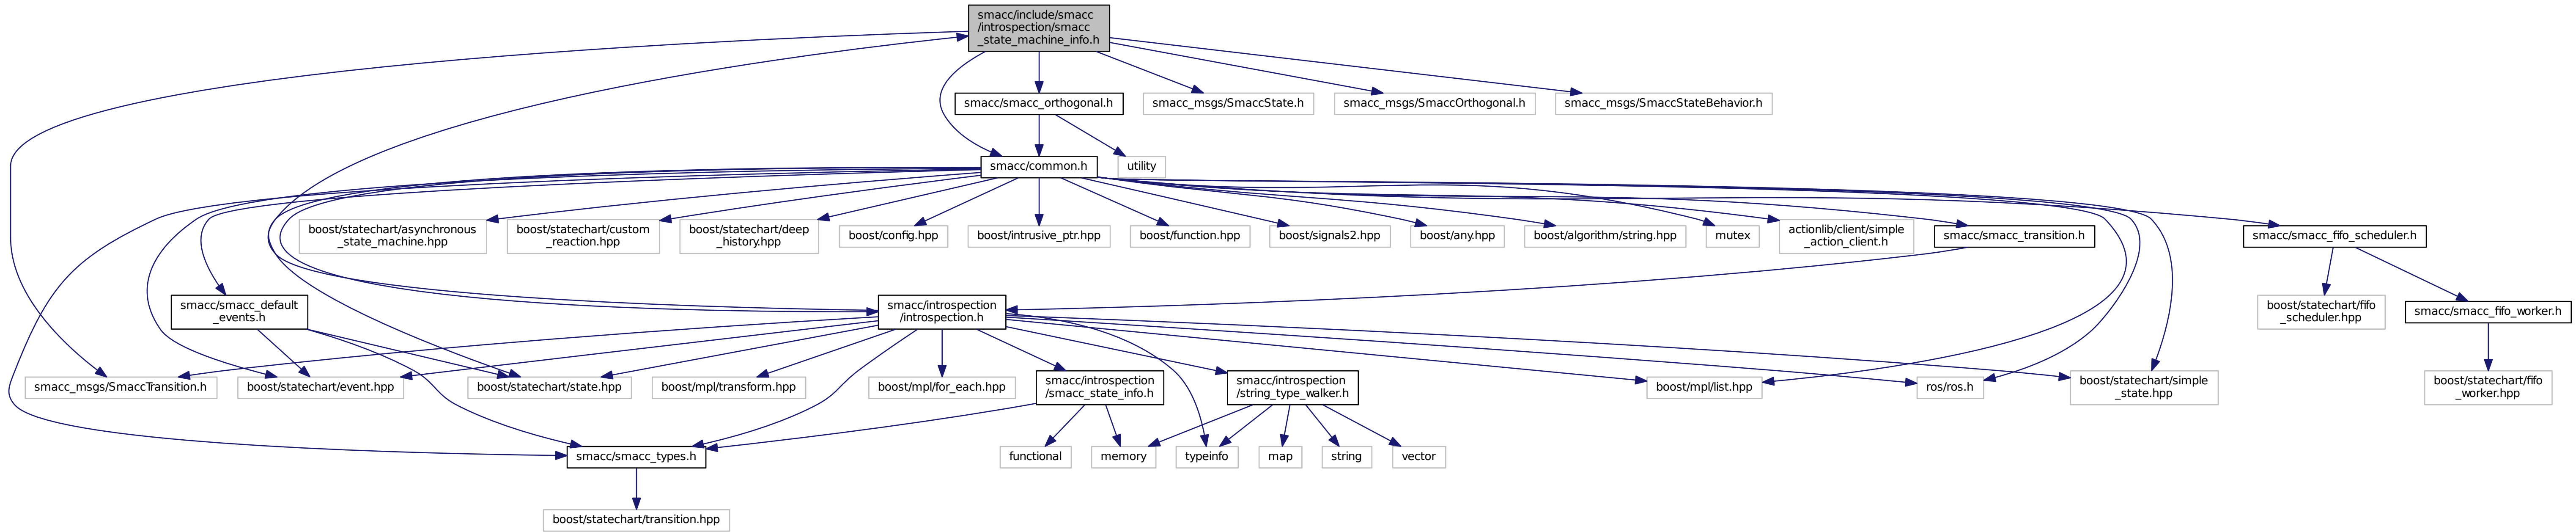 smacc/include/smacc
/introspection/smacc
_state_machine_info.h
smacc/smacc_orthogonal.h
smacc_msgs/SmaccState.h
smacc_msgs/SmaccOrthogonal.h
smacc_msgs/SmaccStateBehavior.h
smacc/common.h
utility
boost/statechart/asynchronous
_state_machine.hpp
boost/statechart/custom
_reaction.hpp
boost/statechart/deep
_history.hpp
boost/config.hpp
boost/intrusive_ptr.hpp
boost/function.hpp
boost/signals2.hpp
boost/any.hpp
boost/algorithm/string.hpp
mutex
actionlib/client/simple
_action_client.h
smacc/smacc_transition.h
smacc/smacc_fifo_scheduler.h
smacc/smacc_default
_events.h
smacc/introspection
/introspection.h
boost/statechart/fifo
_scheduler.hpp
smacc/smacc_fifo_worker.h
smacc_msgs/SmaccTransition.h
boost/statechart/event.hpp
boost/statechart/state.hpp
boost/mpl/transform.hpp
boost/mpl/for_each.hpp
smacc/introspection
/smacc_state_info.h
smacc/introspection
/string_type_walker.h
boost/mpl/list.hpp
ros/ros.h
boost/statechart/simple
_state.hpp
boost/statechart/fifo
_worker.hpp
smacc/smacc_types.h
functional
memory
typeinfo
map
string
vector
boost/statechart/transition.hpp